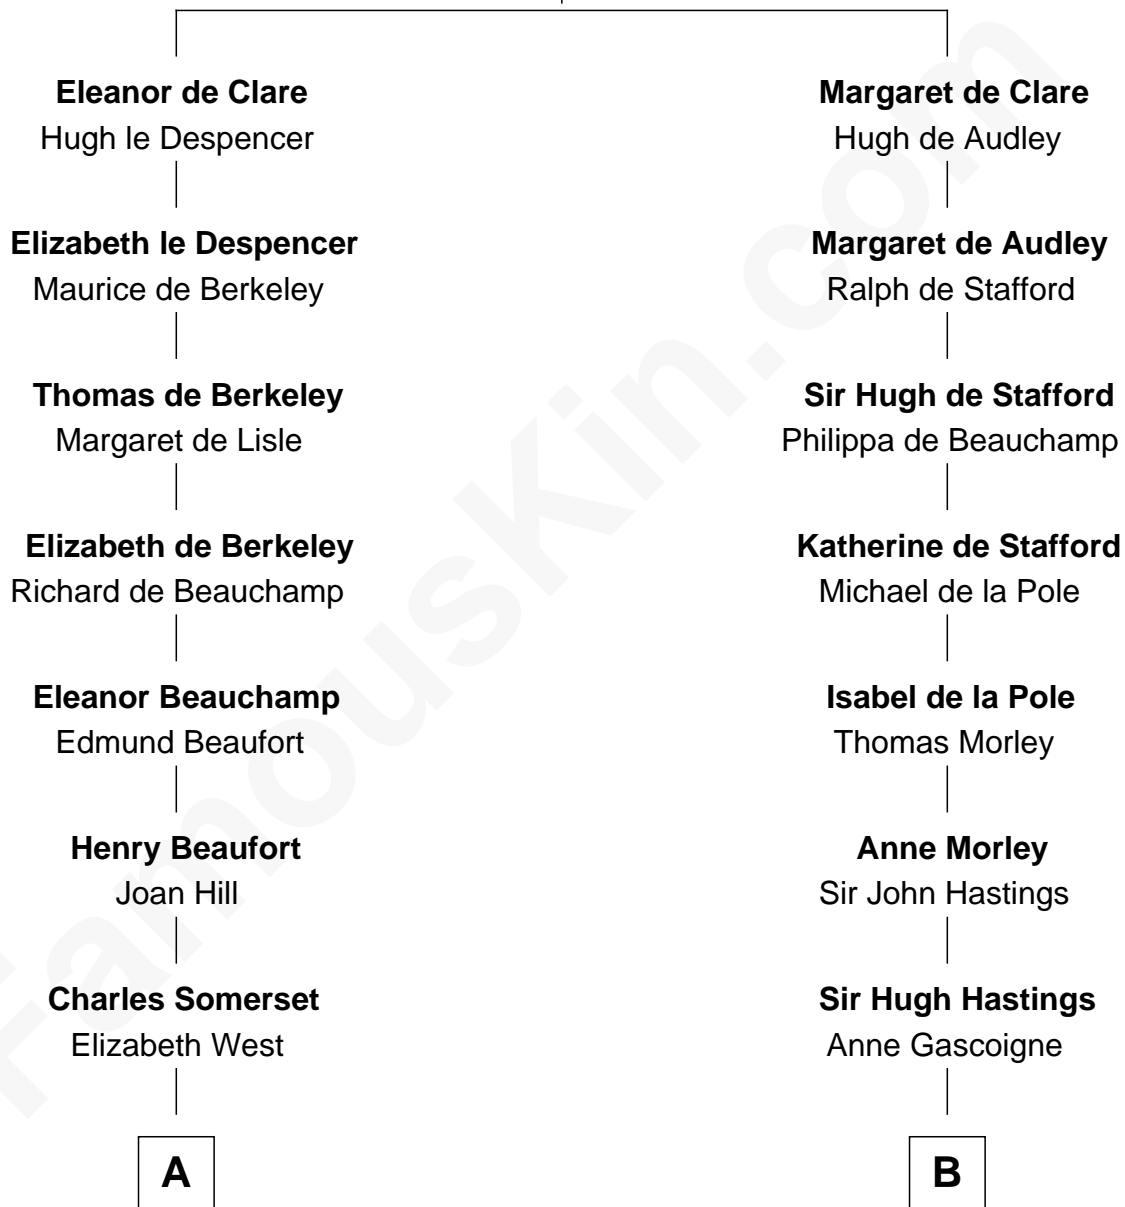 Eleanor de Clare
Hugh le Despencer
Elizabeth le Despencer
Maurice de Berkeley
Thomas de Berkeley
Margaret de Lisle
Elizabeth de Berkeley
Richard de Beauchamp
Eleanor Beauchamp
Edmund Beaufort
Henry Beaufort
Joan Hill
Charles Somerset
Elizabeth West
A
Margaret de Clare
Hugh de Audley
Margaret de Audley
Ralph de Stafford
Sir Hugh de Stafford
Philippa de Beauchamp
Katherine de Stafford
Michael de la Pole
Isabel de la Pole
Thomas Morley
Anne Morley
Sir John Hastings
Sir Hugh Hastings
Anne Gascoigne
B
FamousKin.com